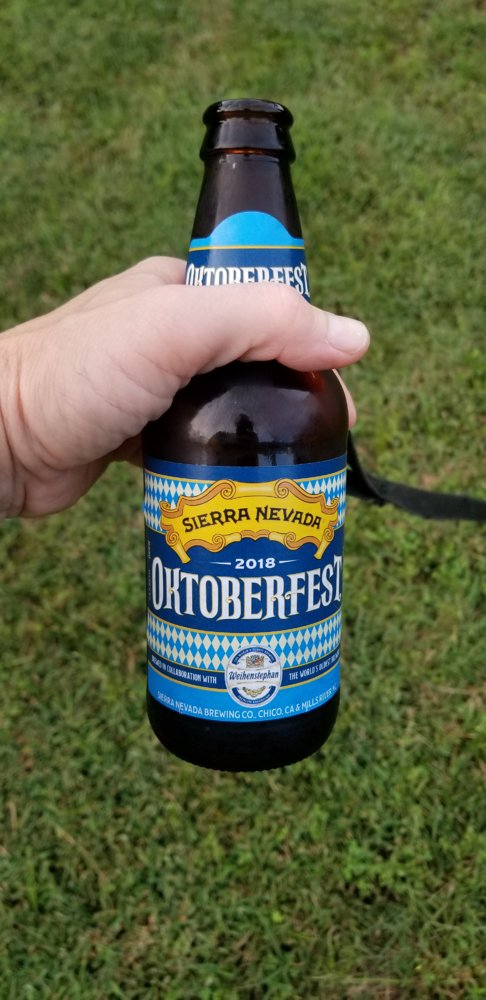 OKTOBERFEST
SIERRA NEVADA
2018
OKTOBERFEST
BREWED IN COLLABORATION WITH
Weihenstephan
THE WORLD'S OLDEST
SIERRA NEVADA BREWING CO., CHICO, CA & MILLS RIVER